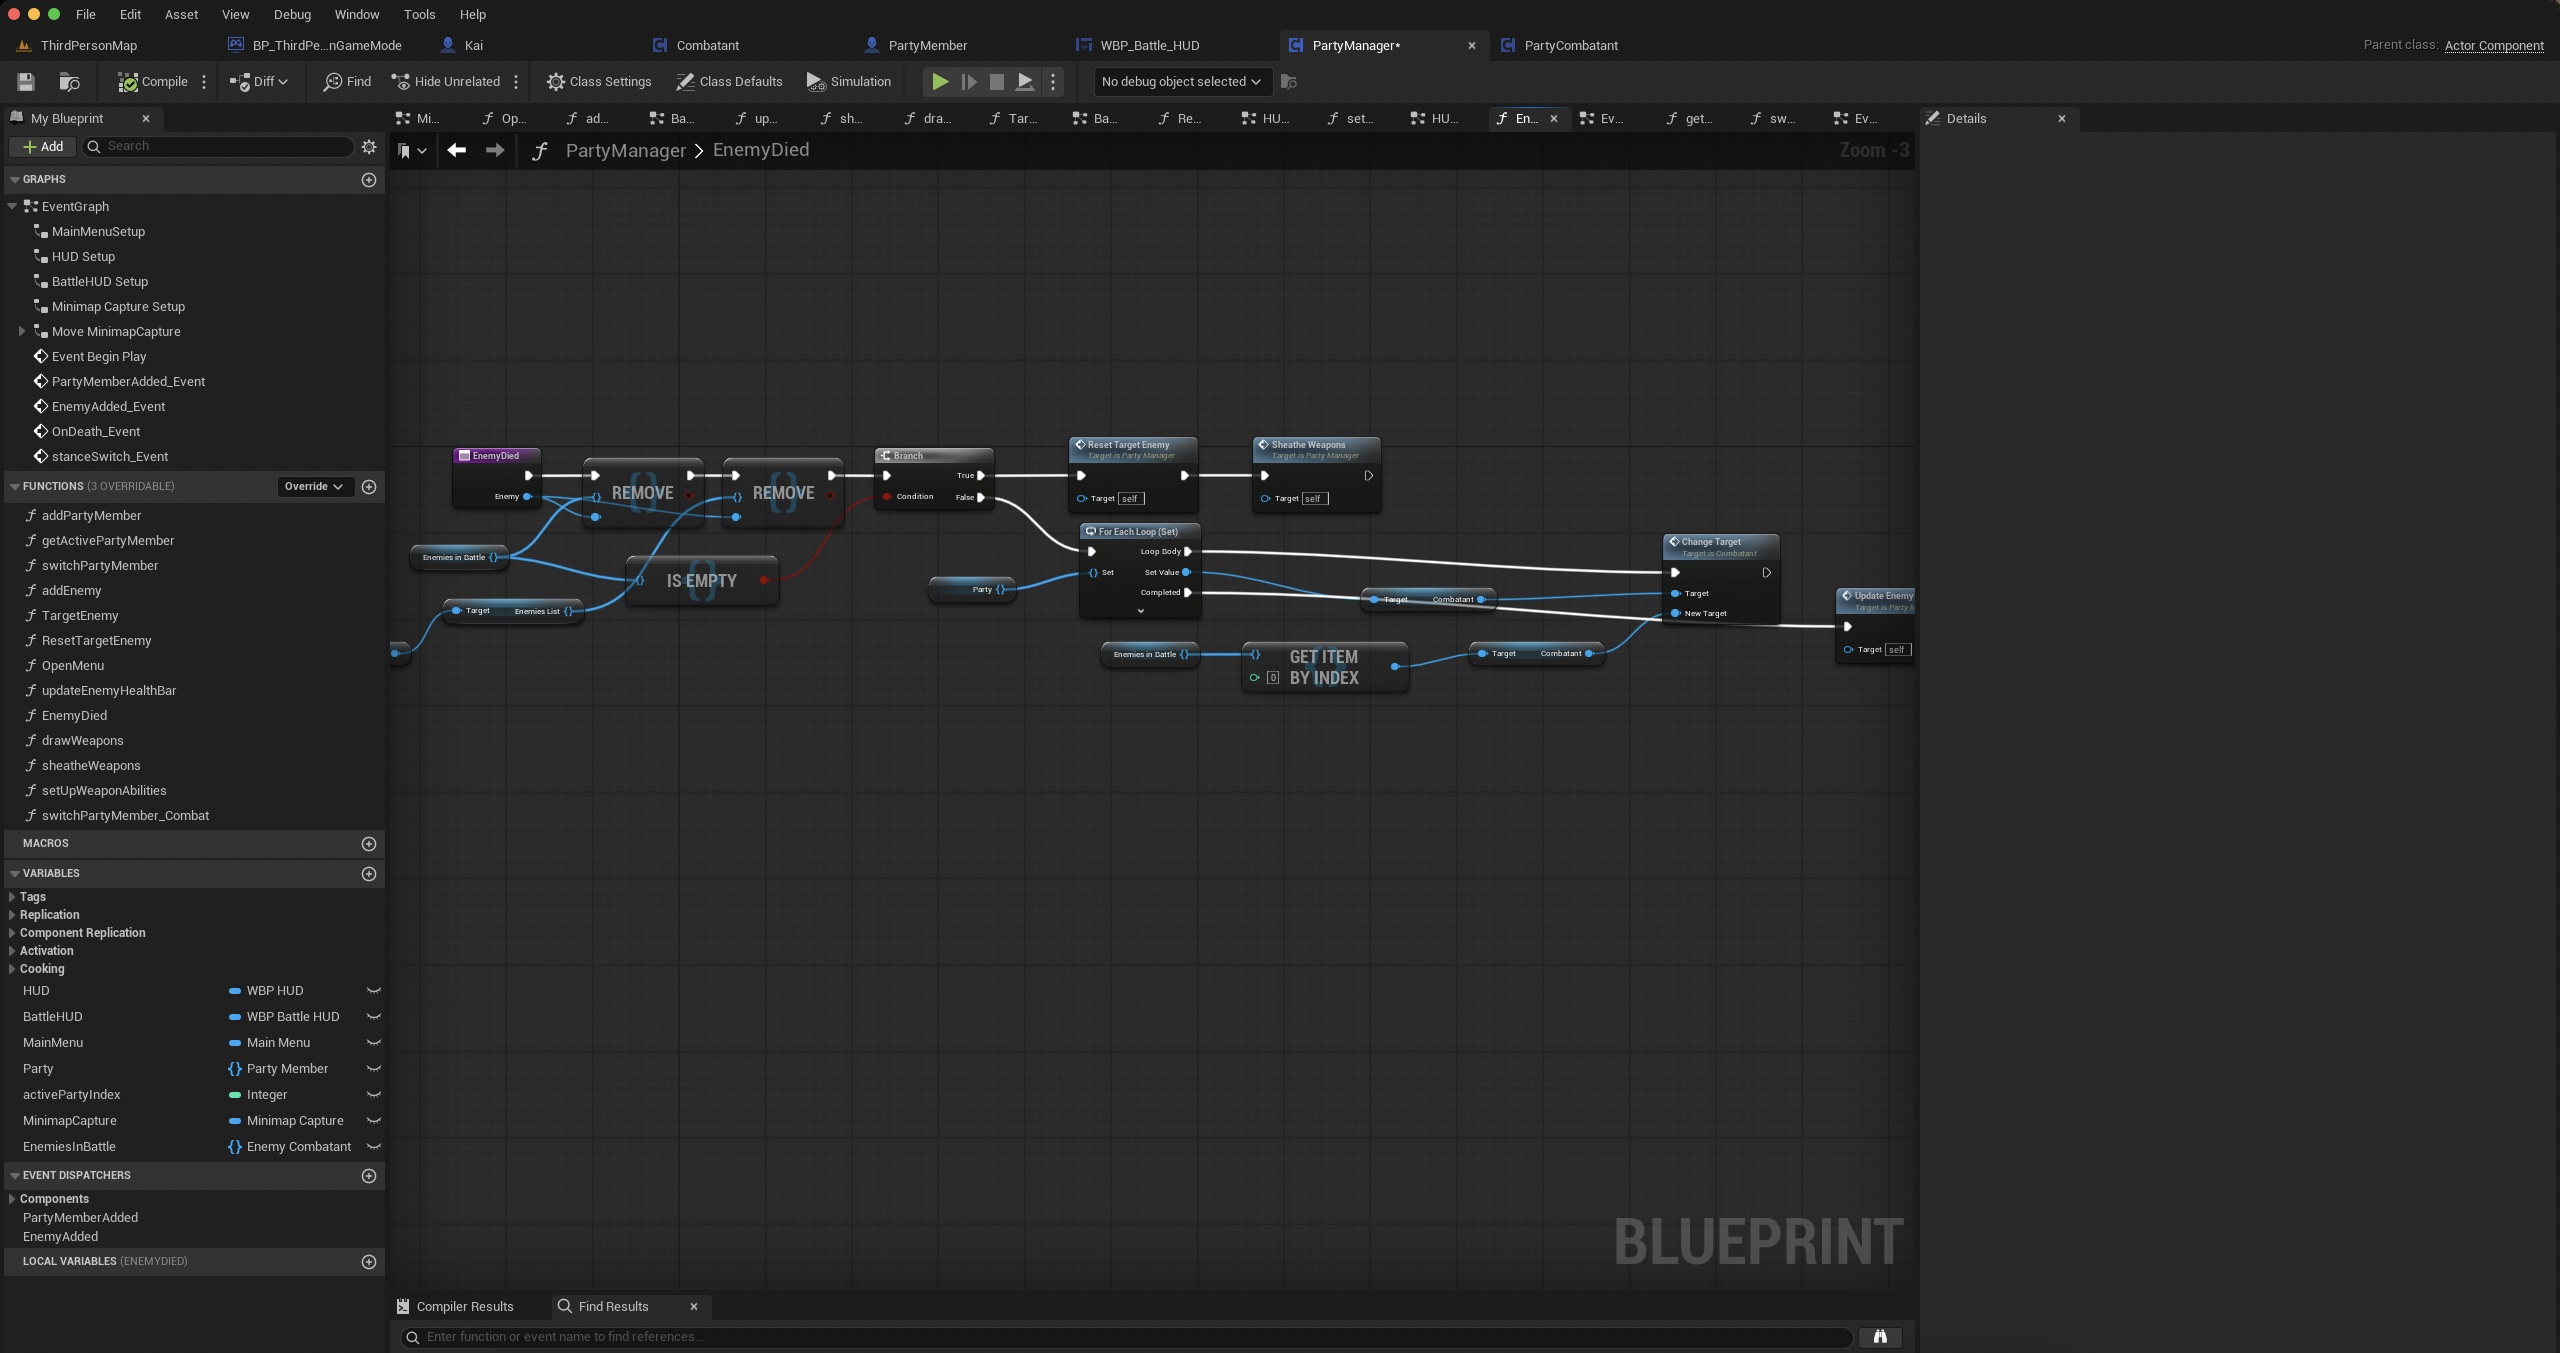 File Edit Asset View Debug Window Tools Help
ThirdPersonMap BP_ThirdPe...nGameMode Kai Combatant PartyMember WBP_Battle_HUD PartyManager* PartyCombatant Parent class: Actor Component
Compile Diff Find Hide Unrelated Class Settings Class Defaults Simulation No debug object selected
My Blueprint Mi... Op... ad... Ba... up... sh... dra... Tar... Ba... Re... HU... set... HU... En... Ev... get... sw... Ev... Details
Add Search PartyManager > EnemyDied Zoom -3
GRAPHS
EventGraph
MainMenuSetup
HUD Setup
BattleHUD Setup
Minimap Capture Setup
Move MinimapCapture
Event Begin Play
PartyMemberAdded_Event
EnemyAdded_Event
OnDeath_Event
stanceSwitch_Event
FUNCTIONS (3 OVERRIDABLE) Override
addPartyMember
getActivePartyMember
switchPartyMember
addEnemy
TargetEnemy
ResetTargetEnemy
OpenMenu
updateEnemyHealthBar
EnemyDied
drawWeapons
sheatheWeapons
setUpWeaponAbilities
switchPartyMember_Combat
MACROS
VARIABLES
Tags
Replication
Component Replication
Activation
Cooking
HUD WBP HUD
BattleHUD WBP Battle HUD
MainMenu Main Menu
Party Party Member
activePartyIndex Integer
MinimapCapture Minimap Capture
EnemiesInBattle Enemy Combatant
EVENT DISPATCHERS
Components
PartyMemberAdded
EnemyAdded
LOCAL VARIABLES (ENEMYDIED)
EnemyDied
Enemy
REMOVE
REMOVE
Enemies in Battle
IS EMPTY
Target Enemies List
Branch
True
Condition False
Reset Target Enemy
Target is Party Manager
Target self
Sheathe Weapons
Target is Party Manager
Target self
For Each Loop (Set)
Loop Body
Set Set Value
Completed
Party
Target Combatant
Enemies in Battle
GET ITEM
0 BY INDEX
Target Combatant
Change Target
Target is Combatant
Target
New Target
Update Enemy
Target is Party M
Target self
BLUEPRINT
Compiler Results Find Results
Enter function or event name to find references...